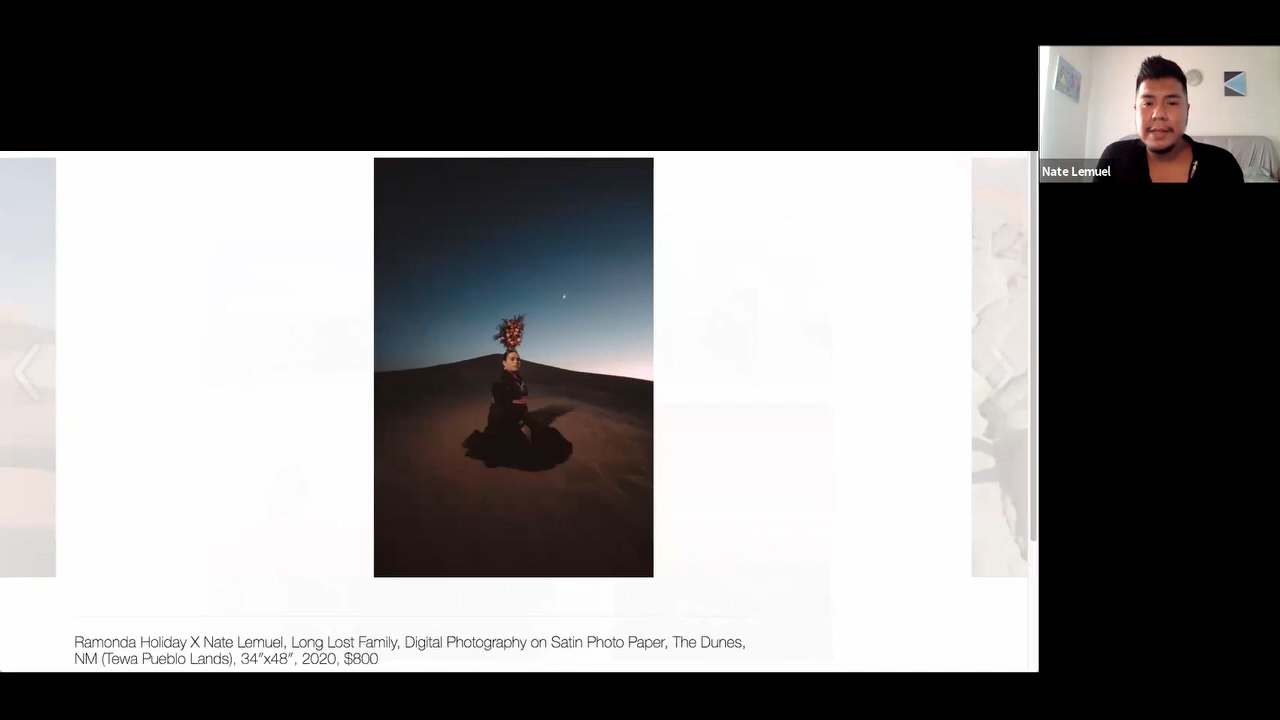 Nate Lemuel
Ramonda Holiday X Nate Lemuel, Long Lost Family, Digital Photography on Satin Photo Paper, The Dunes,
NM (Tewa Pueblo Lands), 34”x48”, 2020, $800